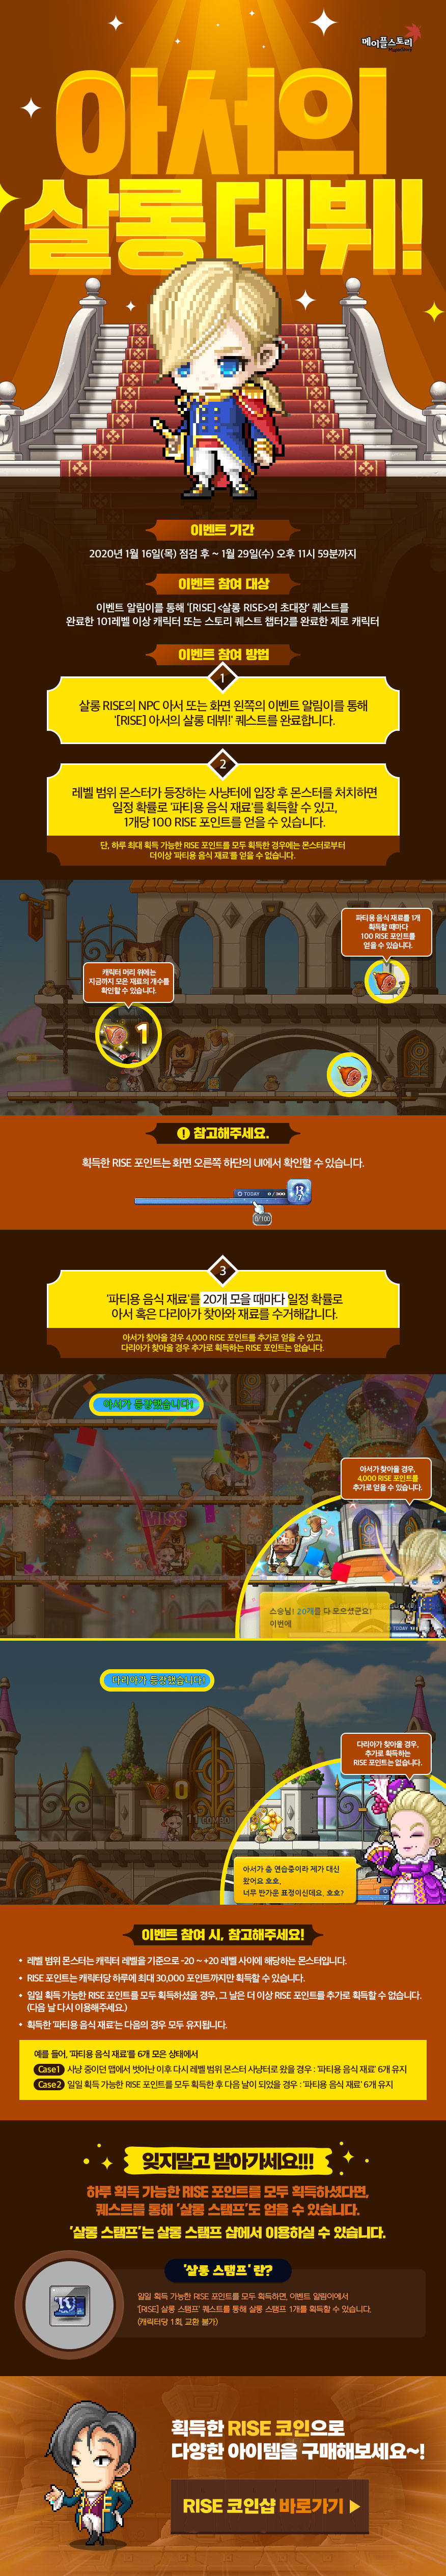 메이플스토리
아서의
살롱 데뷔!
이벤트 기간
2020년 1월 16일(목) 점검 후 ~ 1월 29일(수) 오후 11시 59분까지
이벤트 참여 대상
이벤트 알림이를 통해 '[RISE] <살롱 RISE>의 초대장' 퀘스트를
완료한 101레벨 이상 캐릭터 또는 스토리 퀘스트 챕터2를 완료한 제로 캐릭터
이벤트 참여 방법
1
살롱 RISE의 NPC 아서 또는 화면 왼쪽의 이벤트 알림이를 통해
'[RISE] 아서의 살롱 데뷔!' 퀘스트를 완료합니다.
2
레벨 범위 몬스터가 등장하는 사냥터에 입장 후 몬스터를 처치하면
일정 확률로 '파티용 음식 재료'를 획득할 수 있고,
1개당 100 RISE 포인트를 얻을 수 있습니다.
단, 하루 최대 획득 가능한 RISE 포인트를 모두 획득한 경우에는 몬스터로부터
더이상 '파티용 음식 재료'를 얻을 수 없습니다.
파티용 음식 재료를 1개
획득할 때마다
100 RISE 포인트를
얻을 수 있습니다.
캐릭터 머리 위에는
지금까지 모은 재료의 개수를
확인할 수 있습니다.
1
! 참고해주세요.
획득한 RISE 포인트는 화면 오른쪽 하단의 UI에서 확인할 수 있습니다.
TODAY 0 / 300
R
0/100
3
'파티용 음식 재료'를 20개 모을 때마다 일정 확률로
아서 혹은 다리아가 찾아와 재료를 수거해갑니다.
아서가 찾아올 경우 4,000 RISE 포인트를 추가로 얻을 수 있고,
다리아가 찾아올 경우 추가로 획득하는 RISE 포인트는 없습니다.
아서가 등장했습니다!
아서가 찾아올 경우,
4,000 RISE 포인트를
추가로 얻을 수 있습니다.
MISS
스승님! 20개를 다 모으셨군요!
이번에
TODAY
다리아가 등장했습니다!
다리아가 찾아올 경우,
추가로 획득하는
RISE 포인트는 없습니다.
0
아서가 춤 연습중이라 제가 대신
왔어요 호호,
너무 반가운 표정이신데요, 호호?
이벤트 참여 시, 참고해주세요!
레벨 범위 몬스터는 캐릭터 레벨을 기준으로 -20 ~ +20 레벨 사이에 해당하는 몬스터입니다.
RISE 포인트는 캐릭터당 하루에 최대 30,000 포인트까지만 획득할 수 있습니다.
일일 획득 가능한 RISE 포인트를 모두 획득하셨을 경우, 그 날은 더 이상 RISE 포인트를 추가로 획득할 수 없습니다.
(다음 날 다시 이용해주세요.)
획득한 '파티용 음식 재료'는 다음의 경우 모두 유지됩니다.
예를 들어, '파티용 음식 재료'를 6개 모은 상태에서
Case1 사냥 중이던 맵에서 벗어난 이후 다시 레벨 범위 몬스터 사냥터로 왔을 경우 : '파티용 음식 재료' 6개 유지
Case2 일일 획득 가능한 RISE 포인트를 모두 획득한 후 다음 날이 되었을 경우 : '파티용 음식 재료' 6개 유지
잊지말고 받아가세요!!!
하루 획득 가능한 RISE 포인트를 모두 획득하셨다면,
퀘스트를 통해 '살롱 스탬프'도 얻을 수 있습니다.
'살롱 스탬프'는 살롱 스탬프 샵에서 이용하실 수 있습니다.
'살롱 스탬프' 란?
일일 획득 가능한 RISE 포인트를 모두 획득하면, 이벤트 알림이에서
'[RISE] 살롱 스탬프' 퀘스트를 통해 살롱 스탬프 1개를 획득할 수 있습니다.
(캐릭터당 1회, 교환 불가)
획득한 RISE 코인으로
다양한 아이템을 구매해보세요~!
RISE 코인샵 바로가기